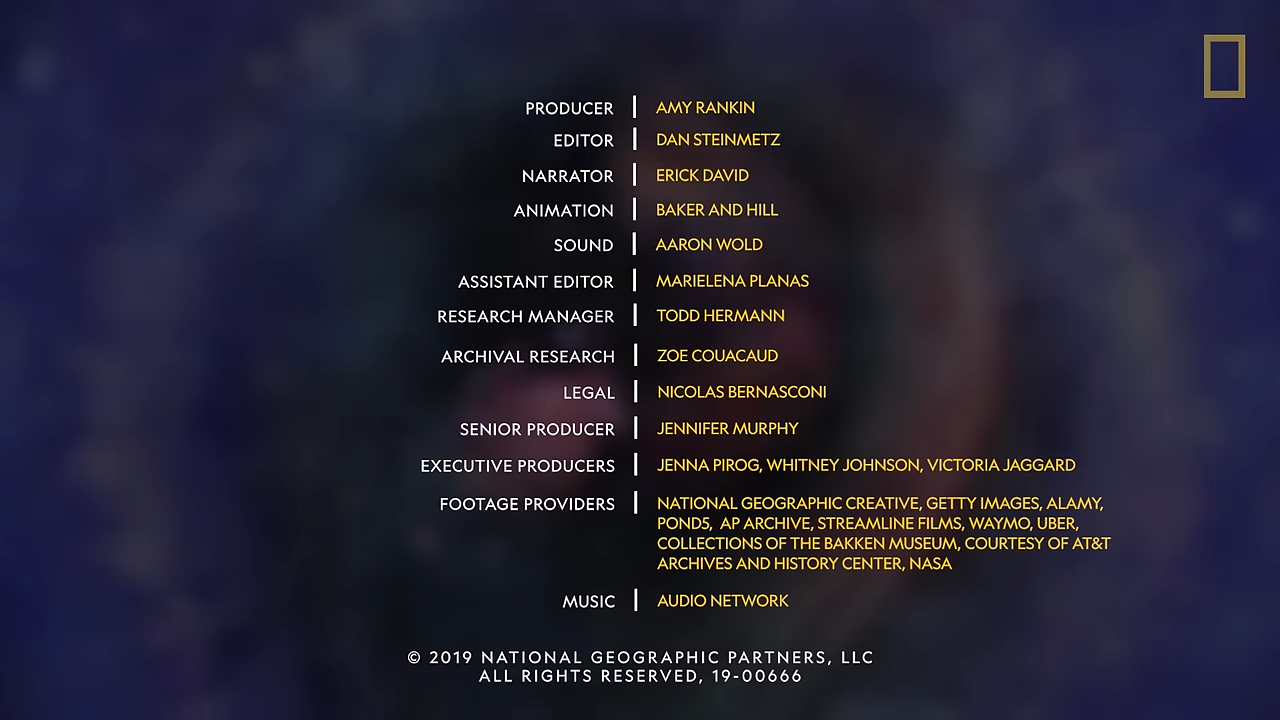 PRODUCER | AMY RANKIN
EDITOR | DAN STEINMETZ
NARRATOR | ERICK DAVID
ANIMATION | BAKER AND HILL
SOUND | AARON WOLD
ASSISTANT EDITOR | MARIELENA PLANAS
RESEARCH MANAGER | TODD HERMANN
ARCHIVAL RESEARCH | ZOE COUACAUD
LEGAL | NICOLAS BERNASCONI
SENIOR PRODUCER | JENNIFER MURPHY
EXECUTIVE PRODUCERS | JENNA PIROG, WHITNEY JOHNSON, VICTORIA JAGGARD
FOOTAGE PROVIDERS | NATIONAL GEOGRAPHIC CREATIVE, GETTY IMAGES, ALAMY,
POND5, AP ARCHIVE, STREAMLINE FILMS, WAYMO, UBER,
COLLECTIONS OF THE BAKKEN MUSEUM, COURTESY OF AT&T
ARCHIVES AND HISTORY CENTER, NASA
MUSIC | AUDIO NETWORK
© 2019 NATIONAL GEOGRAPHIC PARTNERS, LLC
ALL RIGHTS RESERVED, 19-00666